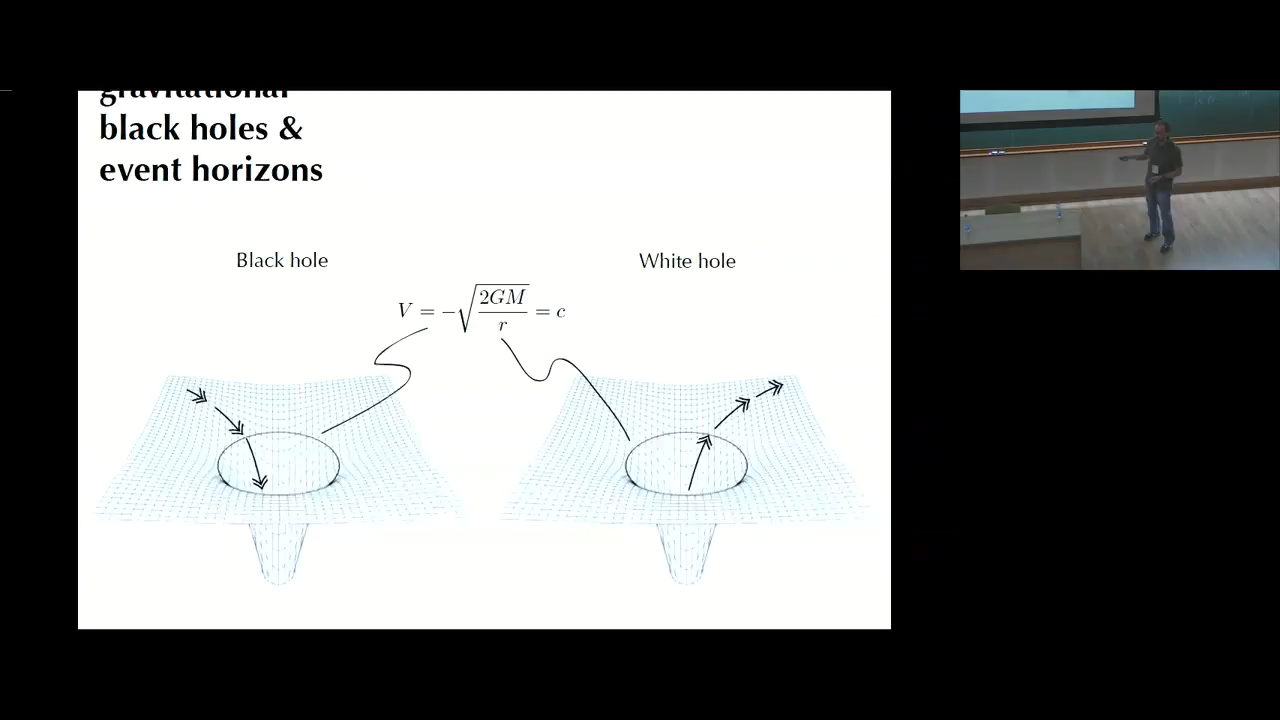 gravitational
black holes &
event horizons
Black hole
White hole
V = -√(2GM/r) = c